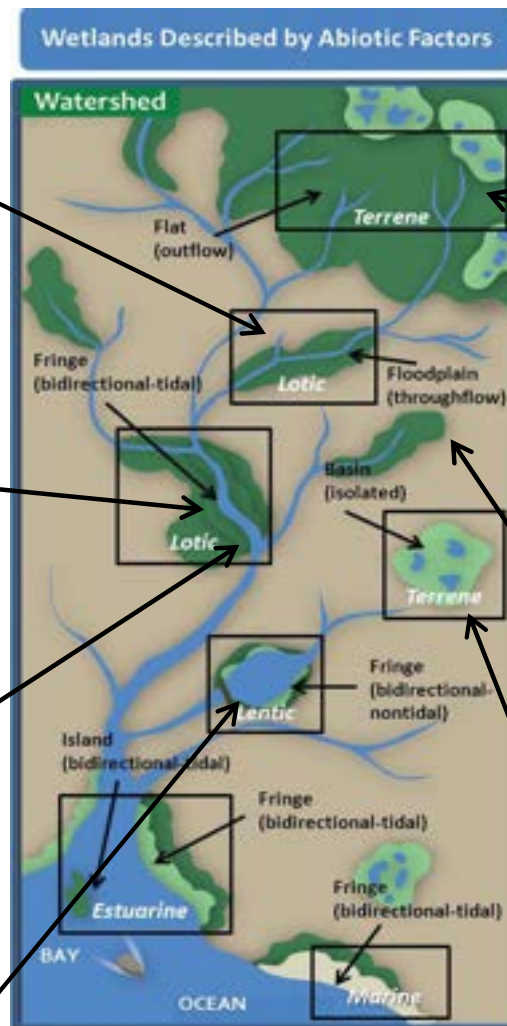 Wetlands Described by Abiotic Factors
Watershed
Flat
(outflow)
Terrene
Fringe
(bidirectional-tidal)
Lotic
Floodplain
(throughflow)
Lotic
Basin
(isolated)
Terrene
Lentic
Fringe
(bidirectional-
nontidal)
Island
(bidirectional-tidal)
Fringe
(bidirectional-tidal)
Estuarine
Fringe
(bidirectional-tidal)
BAY
Marine
OCEAN